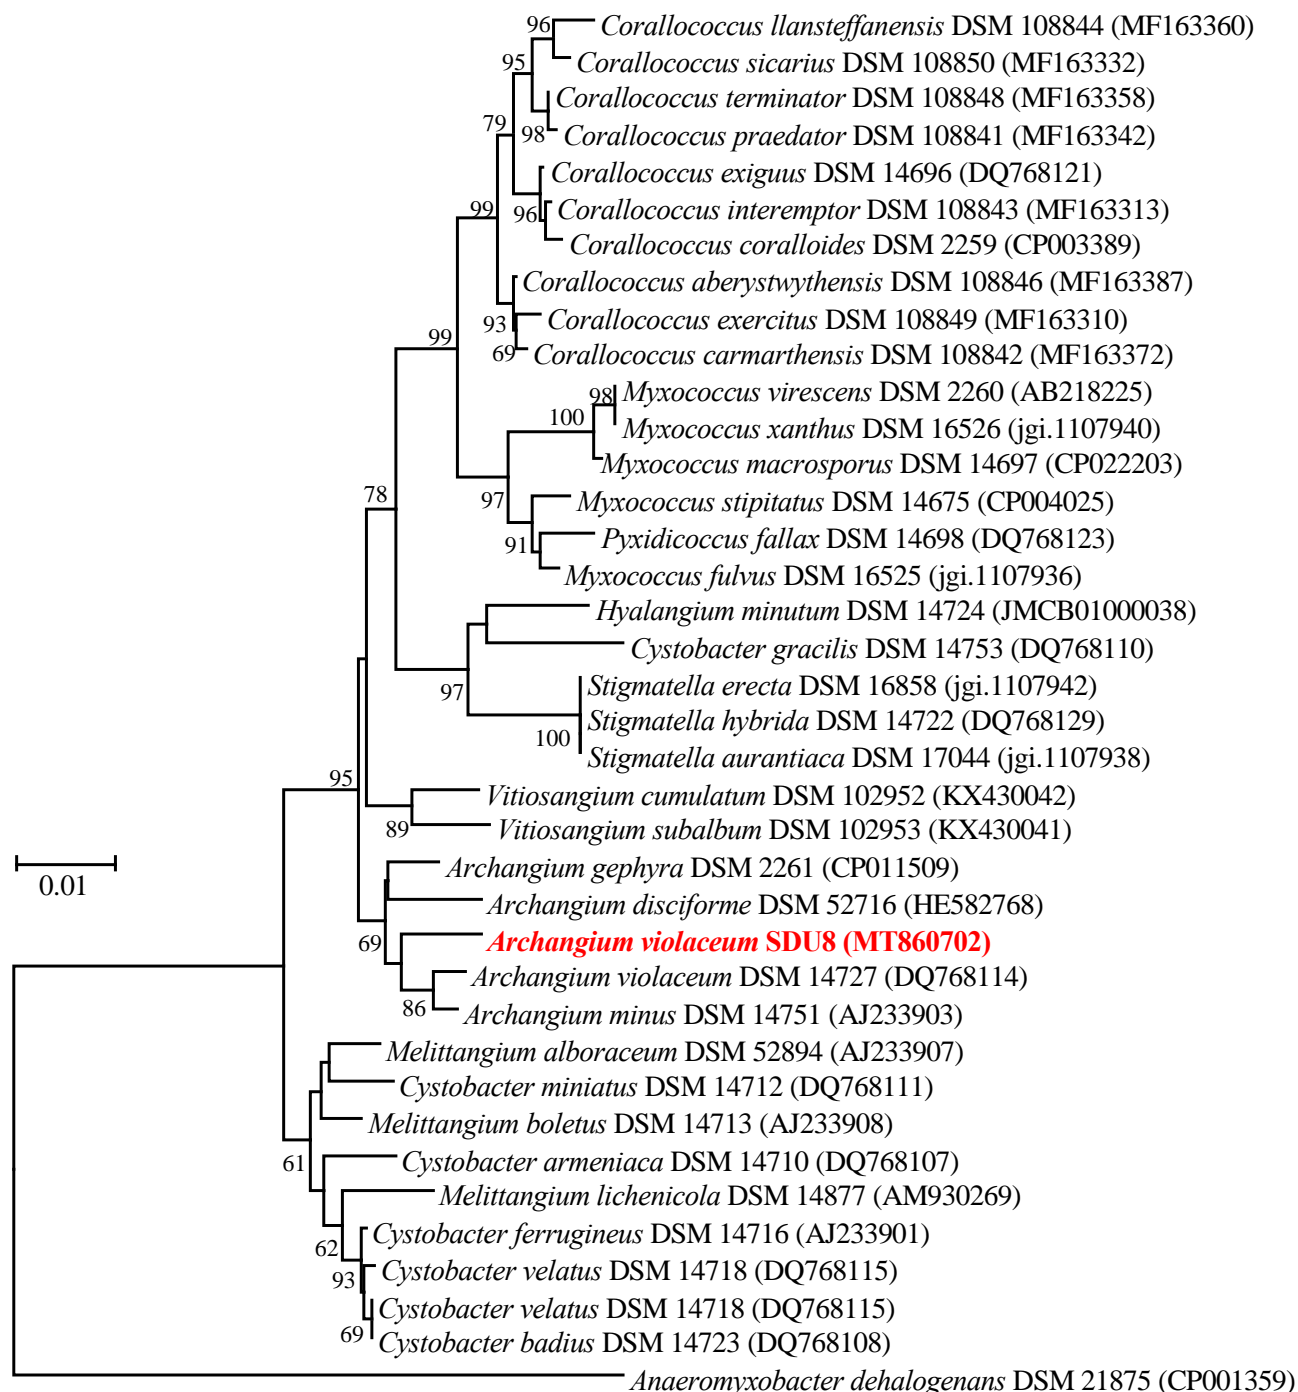 96 Corallococcus llansteffanensis DSM 108844 (MF163360)
95 Corallococcus sicarius DSM 108850 (MF163332)
Corallococcus terminator DSM 108848 (MF163358)
79 98 Corallococcus praedator DSM 108841 (MF163342)
Corallococcus exiguus DSM 14696 (DQ768121)
99 96 Corallococcus interemptor DSM 108843 (MF163313)
Corallococcus coralloides DSM 2259 (CP003389)
Corallococcus aberystwythensis DSM 108846 (MF163387)
93 Corallococcus exercitus DSM 108849 (MF163310)
99 69 Corallococcus carmarthensis DSM 108842 (MF163372)
98 Myxococcus virescens DSM 2260 (AB218225)
100 Myxococcus xanthus DSM 16526 (jgi.1107940)
Myxococcus macrosporus DSM 14697 (CP022203)
78 97 Myxococcus stipitatus DSM 14675 (CP004025)
91 Pyxidicoccus fallax DSM 14698 (DQ768123)
Myxococcus fulvus DSM 16525 (jgi.1107936)
Hyalangium minutum DSM 14724 (JMCB01000038)
Cystobacter gracilis DSM 14753 (DQ768110)
97 Stigmatella erecta DSM 16858 (jgi.1107942)
Stigmatella hybrida DSM 14722 (DQ768129)
100 Stigmatella aurantiaca DSM 17044 (jgi.1107938)
95 Vitiosangium cumulatum DSM 102952 (KX430042)
89 Vitiosangium subalbum DSM 102953 (KX430041)
Archangium gephyra DSM 2261 (CP011509)
0.01
Archangium disciforme DSM 52716 (HE582768)
69 Archangium violaceum SDU8 (MT860702)
Archangium violaceum DSM 14727 (DQ768114)
86 Archangium minus DSM 14751 (AJ233903)
Melittangium alboraceum DSM 52894 (AJ233907)
Cystobacter miniatus DSM 14712 (DQ768111)
Melittangium boletus DSM 14713 (AJ233908)
61 Cystobacter armeniaca DSM 14710 (DQ768107)
Melittangium lichenicola DSM 14877 (AM930269)
62 Cystobacter ferrugineus DSM 14716 (AJ233901)
93 Cystobacter velatus DSM 14718 (DQ768115)
Cystobacter velatus DSM 14718 (DQ768115)
69 Cystobacter badius DSM 14723 (DQ768108)
Anaeromyxobacter dehalogenans DSM 21875 (CP001359)